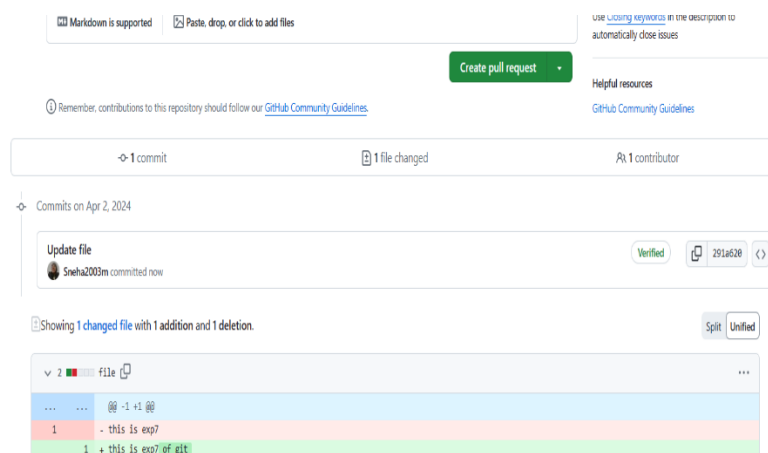 Markdown is supported
Paste, drop, or click to add files
Use Closing keywords in the description to
automatically close issues
Create pull request
Helpful resources
Remember, contributions to this repository should follow our GitHub Community Guidelines.
GitHub Community Guidelines
1 commit
1 file changed
1 contributor
Commits on Apr 2, 2024
Update file
Verified
291a620
Sneha2003m committed now
Showing 1 changed file with 1 addition and 1 deletion.
Split
Unified
2
file
...
... ... @@ -1 +1 @@
1 - this is exp7
1 + this is exp7 of git